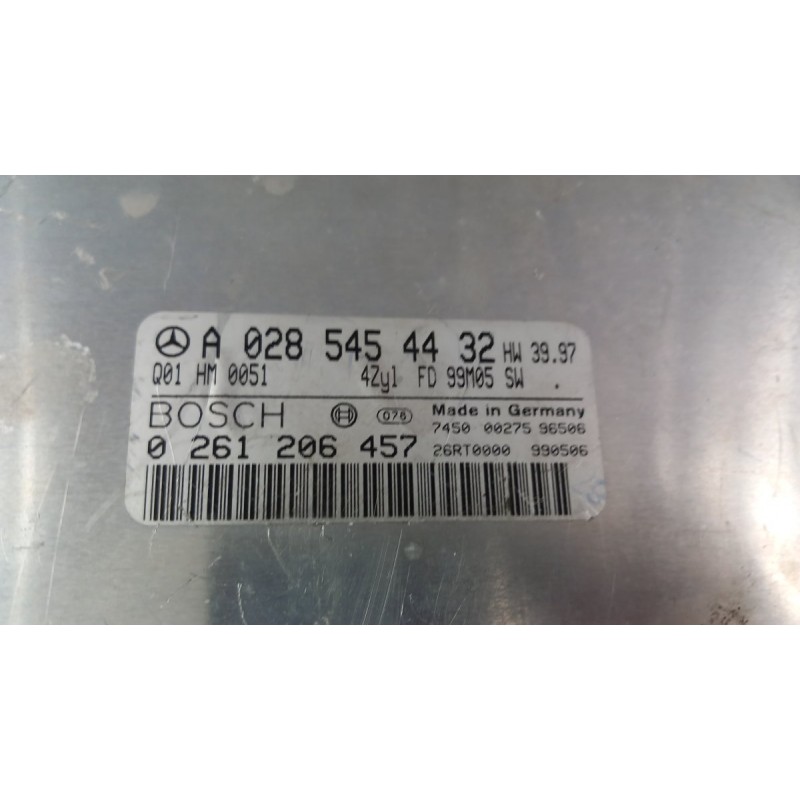 A 028 545 44 32 HW 39.97
Q01 HM 0051 4Zyl FD 99M05 SW .
BOSCH 076 Made in Germany
7450 00275 96506
0 261 206 457 26RT0000 990506